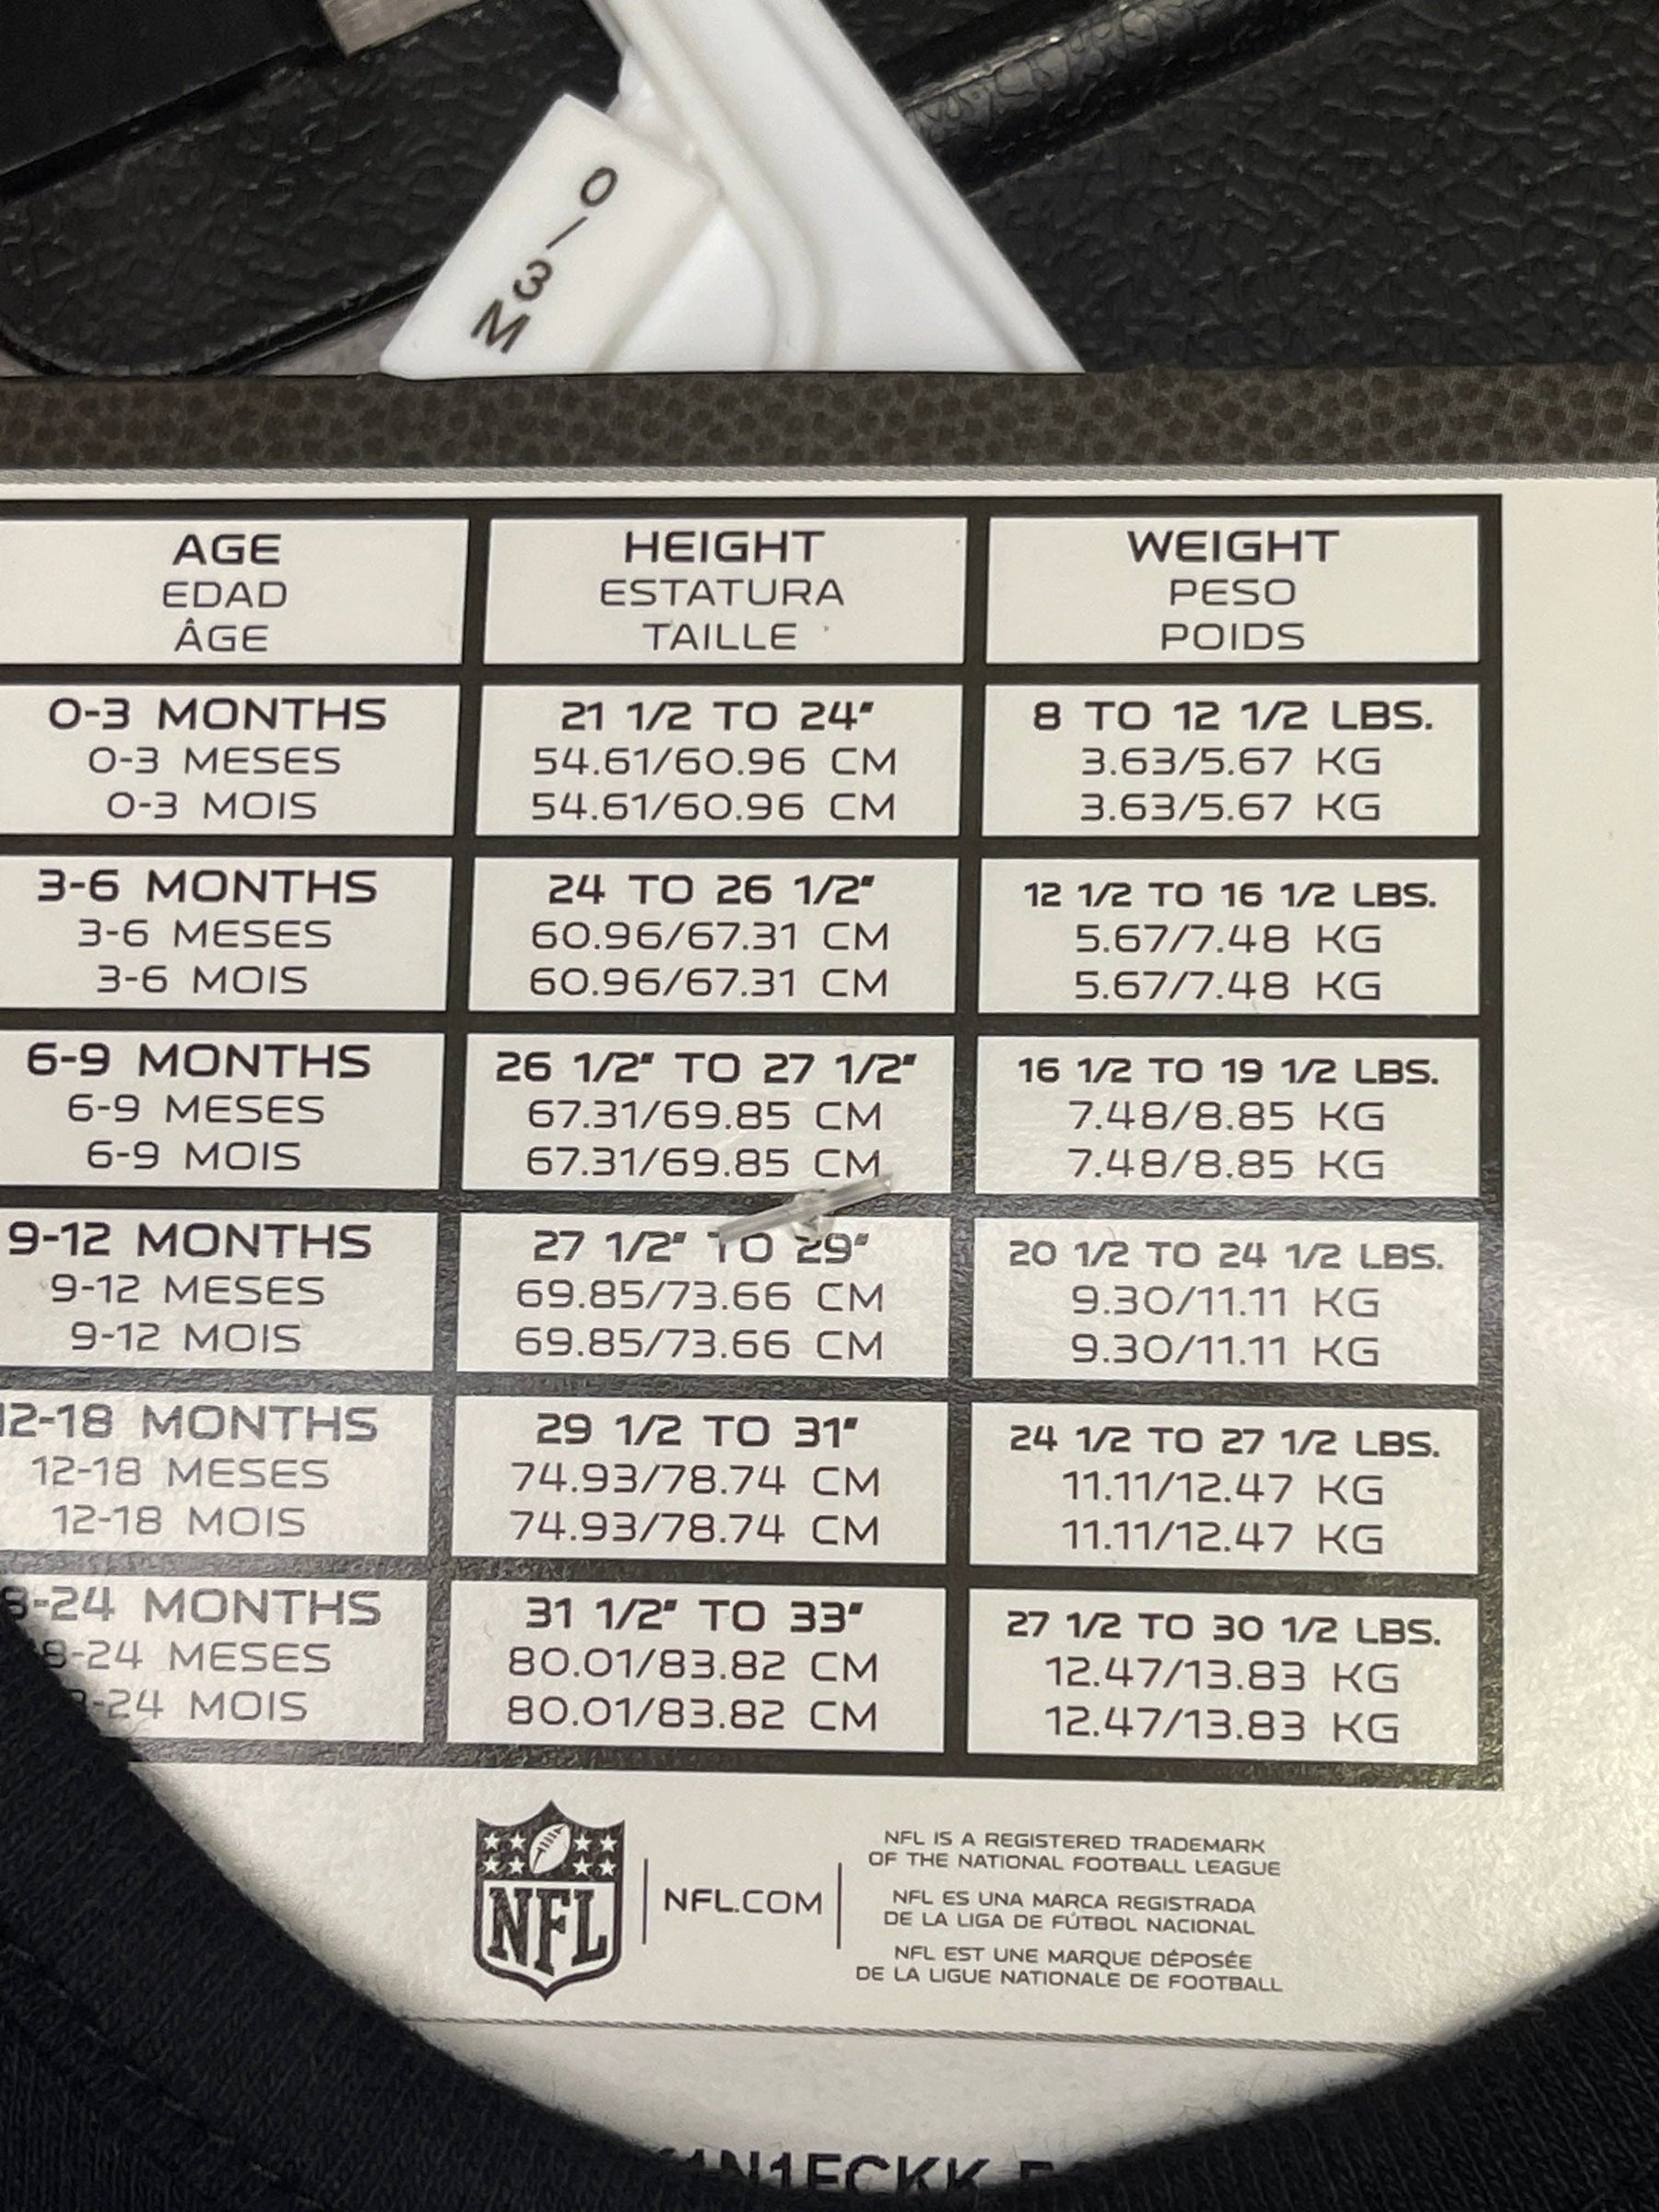 0/3M
AGE
EDAD
ÂGE
HEIGHT
ESTATURA
TAILLE
WEIGHT
PESO
POIDS
0-3 MONTHS
0-3 MESES
0-3 MOIS
21 1/2 TO 24"
54.61/60.96 CM
54.61/60.96 CM
8 TO 12 1/2 LBS.
3.63/5.67 KG
3.63/5.67 KG
3-6 MONTHS
3-6 MESES
3-6 MOIS
24 TO 26 1/2"
60.96/67.31 CM
60.96/67.31 CM
12 1/2 TO 16 1/2 LBS.
5.67/7.48 KG
5.67/7.48 KG
6-9 MONTHS
6-9 MESES
6-9 MOIS
26 1/2" TO 27 1/2"
67.31/69.85 CM
67.31/69.85 CM
16 1/2 TO 19 1/2 LBS.
7.48/8.85 KG
7.48/8.85 KG
9-12 MONTHS
9-12 MESES
9-12 MOIS
27 1/2" TO 29"
69.85/73.66 CM
69.85/73.66 CM
20 1/2 TO 24 1/2 LBS.
9.30/11.11 KG
9.30/11.11 KG
12-18 MONTHS
12-18 MESES
12-18 MOIS
29 1/2 TO 31"
74.93/78.74 CM
74.93/78.74 CM
24 1/2 TO 27 1/2 LBS.
11.11/12.47 KG
11.11/12.47 KG
8-24 MONTHS
8-24 MESES
-24 MOIS
31 1/2" TO 33"
80.01/83.82 CM
80.01/83.82 CM
27 1/2 TO 30 1/2 LBS.
12.47/13.83 KG
12.47/13.83 KG
NFL
NFL.COM
NFL IS A REGISTERED TRADEMARK
OF THE NATIONAL FOOTBALL LEAGUE
NFL ES UNA MARCA REGISTRADA
DE LA LIGA DE FÚTBOL NACIONAL
NFL EST UNE MARQUE DÉPOSÉE
DE LA LIGUE NATIONALE DE FOOTBALL